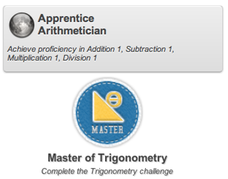 Apprentice
Arithmetician
Achieve proficiency in Addition 1, Subtraction 1,
Multiplication 1, Division 1
MASTER
Master of Trigonometry
Complete the Trigonometry challenge